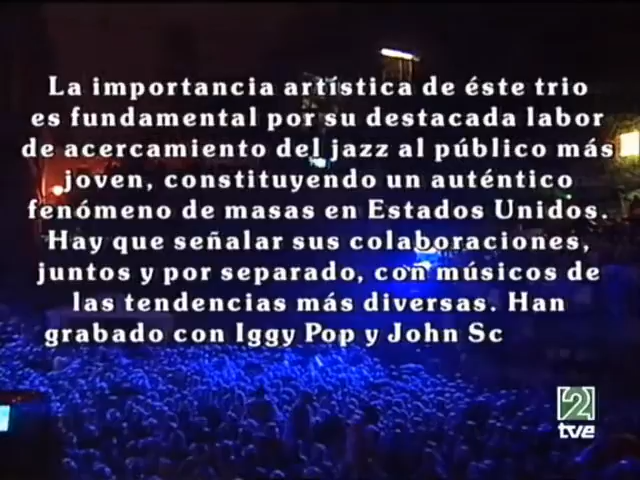 La importancia artística de éste trio
es fundamental por su destacada labor
de acercamiento del jazz al público más
joven, constituyendo un auténtico
fenómeno de masas en Estados Unidos.
Hay que señalar sus colaboraciones,
juntos y por separado, con músicos de
las tendencias más diversas. Han
grabado con Iggy Pop y John Sc
2
tve